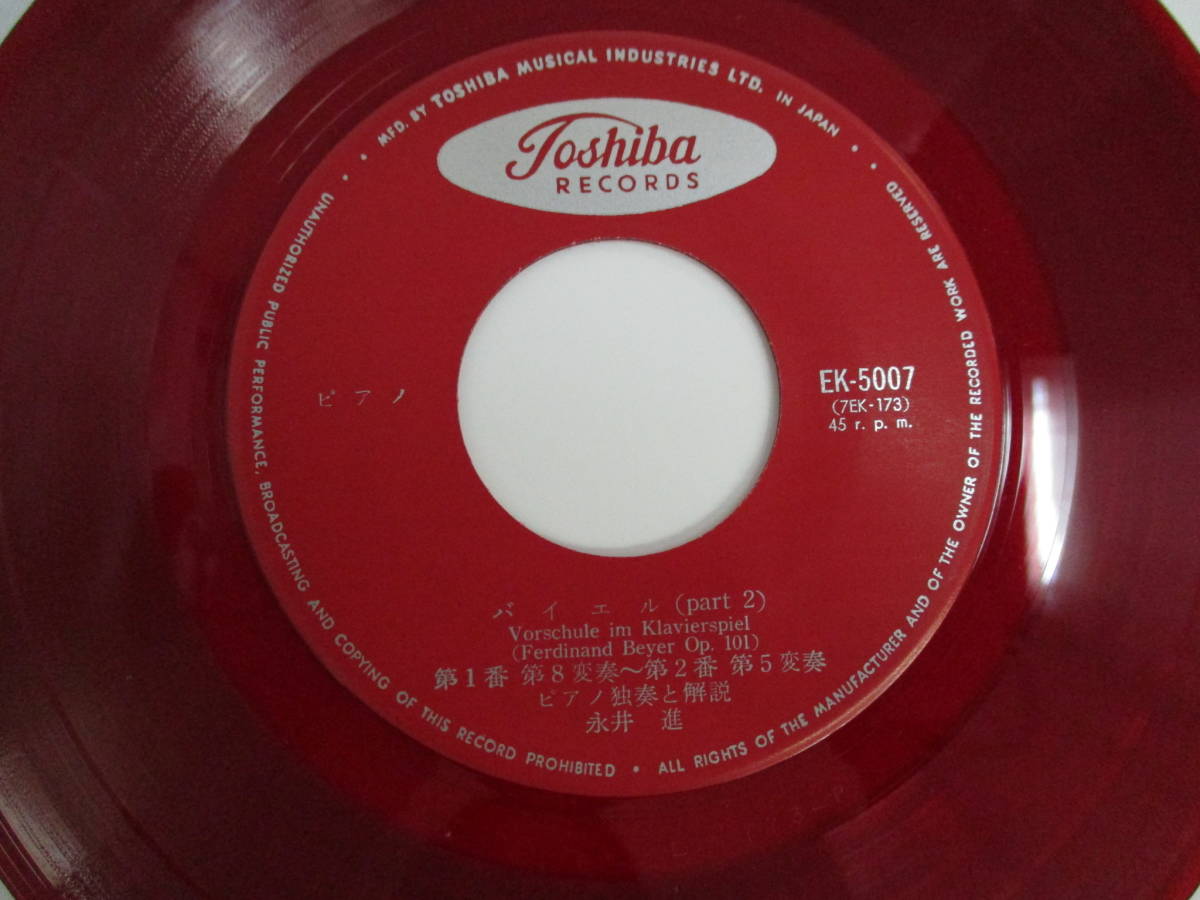 MFD. BY TOSHIBA MUSICAL INDUSTRIES LTD. IN JAPAN
Toshiba
RECORDS
ピアノ
EK-5007
(7EK-173)
45 r. p. m.
バイエル (part 2)
Vorschule im Klavierspiel
(Ferdinand Beyer Op. 101)
第1番 第8変奏〜第2番 第5変奏
ピアノ独奏と解説
永井 進
• UNAUTHORIZED PUBLIC PERFORMANCE, BROADCASTING AND COPYING OF THIS RECORD PROHIBITED • ALL RIGHTS OF THE MANUFACTURER AND OF THE OWNER OF THE RECORDED WORK ARE RESERVED •